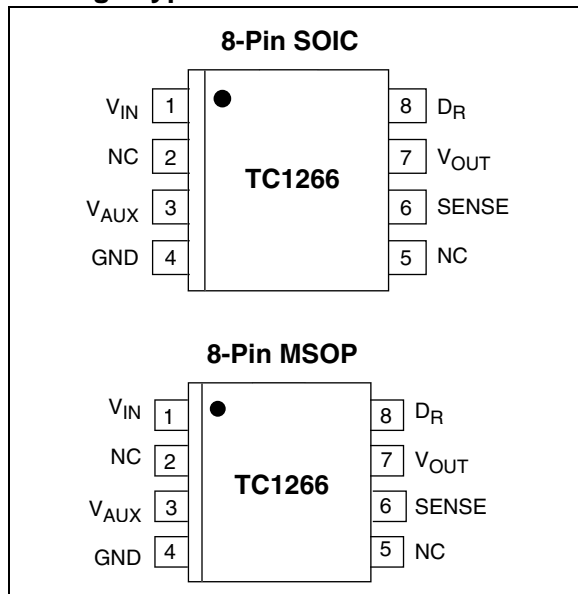 8-Pin SOIC
VIN 1
NC 2
VAUX 3
GND 4
TC1266
8 DR
7 VOUT
6 SENSE
5 NC
8-Pin MSOP
VIN 1
NC 2
VAUX 3
GND 4
TC1266
8 DR
7 VOUT
6 SENSE
5 NC